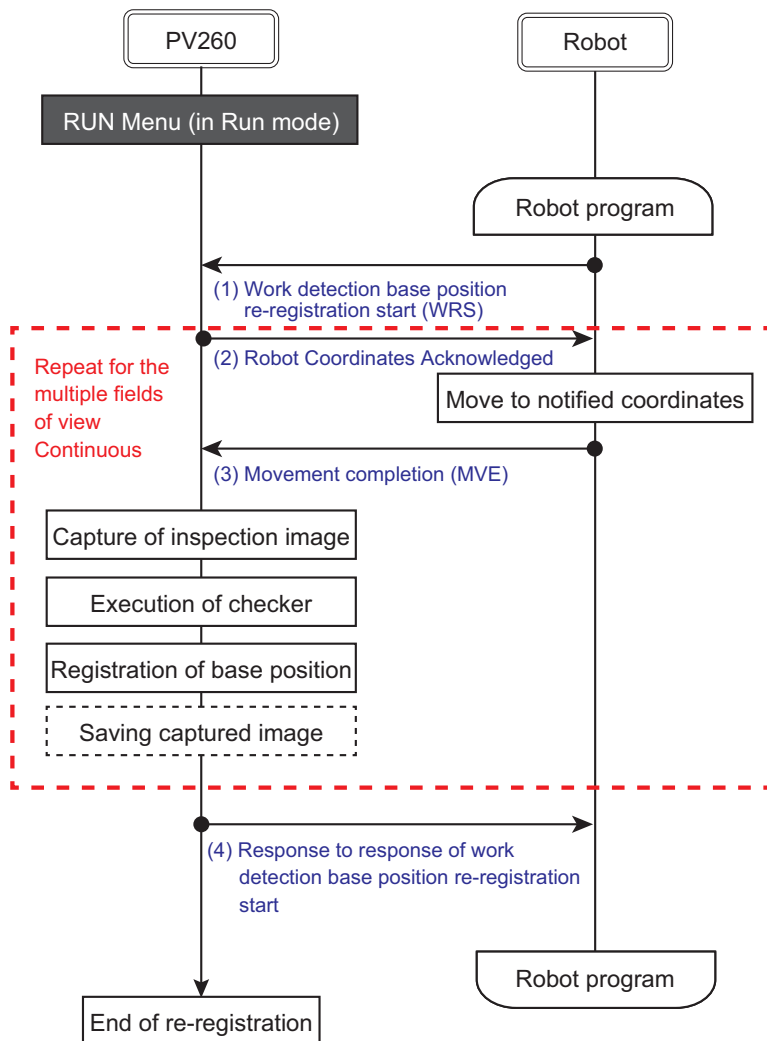 PV260
Robot
RUN Menu (in Run mode)
Robot program
(1) Work detection base position
re-registration start (WRS)
(2) Robot Coordinates Acknowledged
Repeat for the
multiple fields
of view
Continuous
Move to notified coordinates
(3) Movement completion (MVE)
Capture of inspection image
Execution of checker
Registration of base position
Saving captured image
(4) Response to response of work
detection base position re-registration
start
Robot program
End of re-registration